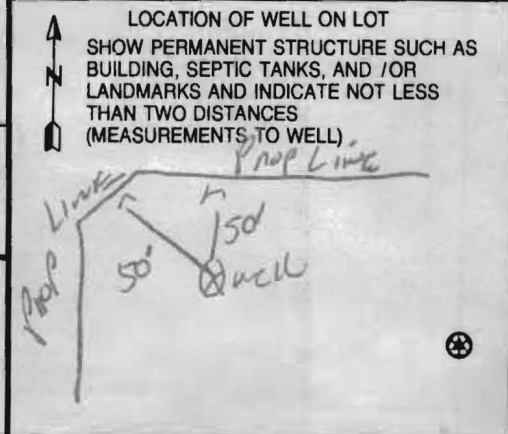 LOCATION OF WELL ON LOT
SHOW PERMANENT STRUCTURE SUCH AS
N
BUILDING, SEPTIC TANKS, AND /OR
LANDMARKS AND INDICATE NOT LESS
THAN TWO DISTANCES
(MEASUREMENTS TO WELL)
Prop Line
Prop Line
50'
50'
well